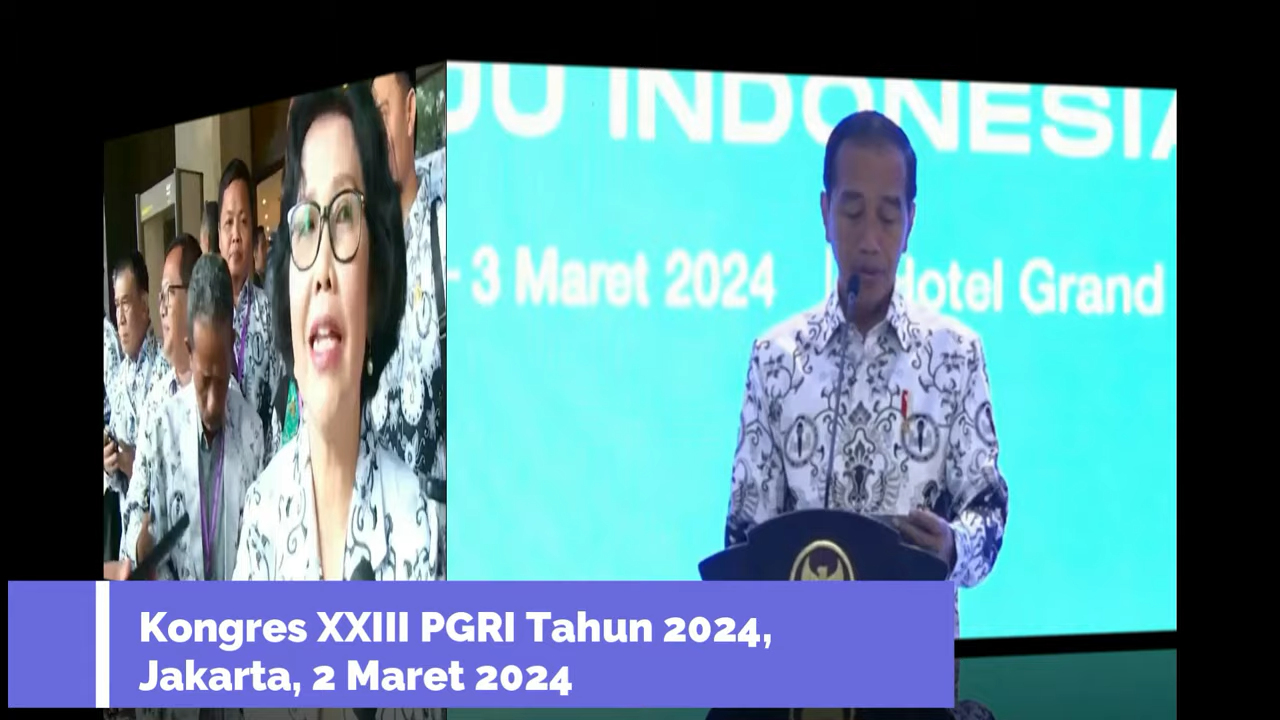 JU INDONESIA
- 3 Maret 2024 | Hotel Grand
Kongres XXIII PGRI Tahun 2024,
Jakarta, 2 Maret 2024